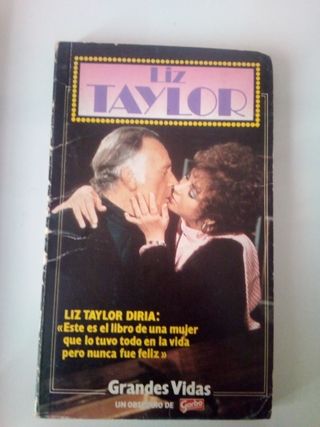 Liz
TAYLOR
LIZ TAYLOR DIRIA:
«Este es el libro de una mujer
que lo tuvo todo en la vida
pero nunca fue feliz»
Grandes Vidas
UN OBSEQUIO DE Garbo